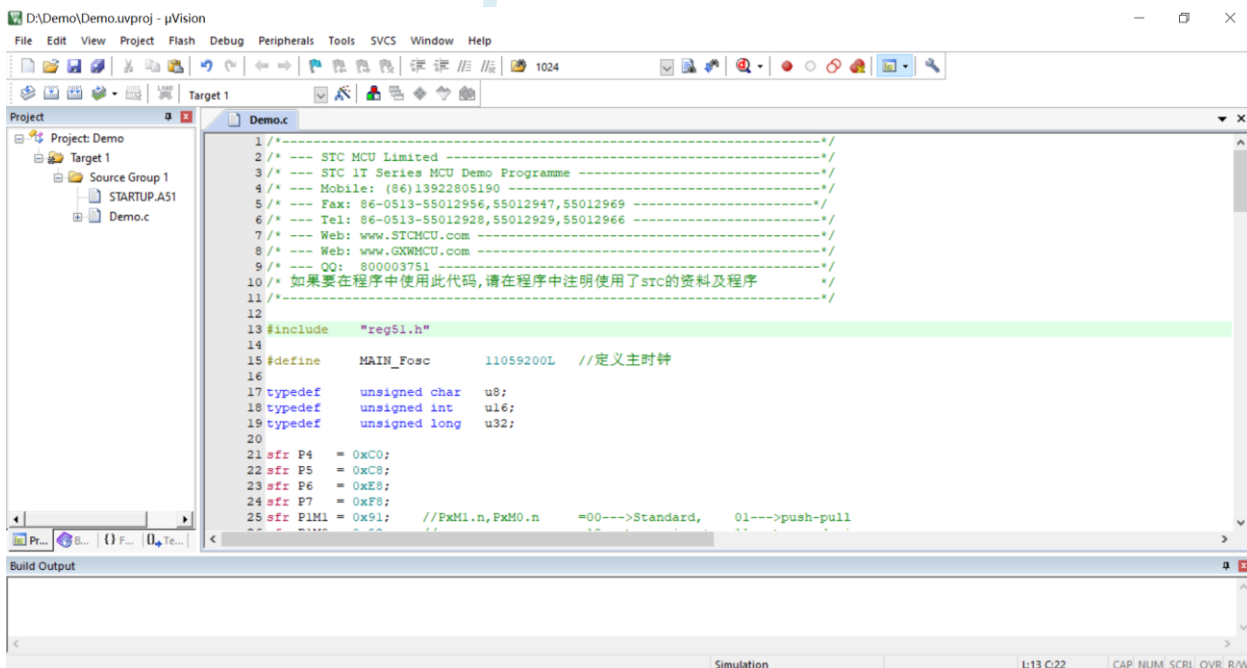 D:\Demo\Demo.uvproj - µVision
File Edit View Project Flash Debug Peripherals Tools SVCS Window Help
1024
Target 1
Project
Demo.c
Project: Demo
Target 1
Source Group 1
STARTUP.A51
Demo.c
1 /*---------------------------------------------------------------------*/
2 /* --- STC MCU Limited ------------------------------------------------*/
3 /* --- STC 1T Series MCU Demo Programme -------------------------------*/
4 /* --- Mobile: (86)13922805190 ----------------------------------------*/
5 /* --- Fax: 86-0513-55012956,55012947,55012969 -----------------------*/
6 /* --- Tel: 86-0513-55012928,55012929,55012966 ------------------------*/
7 /* --- Web: www.STCMCU.com --------------------------------------------*/
8 /* --- Web: www.GXWMCU.com --------------------------------------------*/
9 /* --- QQ:  800003751 -------------------------------------------------*/
10 /* 如果要在程序中使用此代码,请在程序中注明使用了STC的资料及程序        */
11 /*---------------------------------------------------------------------*/
12
13 #include    "reg51.h"
14
15 #define     MAIN_Fosc       11059200L   //定义主时钟
16
17 typedef     unsigned char   u8;
18 typedef     unsigned int    u16;
19 typedef     unsigned long   u32;
20
21 sfr P4   = 0xC0;
22 sfr P5   = 0xC8;
23 sfr P6   = 0xE8;
24 sfr P7   = 0xF8;
25 sfr P1M1 = 0x91;    //PxM1.n,PxM0.n     =00--->Standard,    01--->push-pull
Pr... B... {} F... Te...
Build Output
Simulation L:13 C:22 CAP NUM SCRL OVR R/W